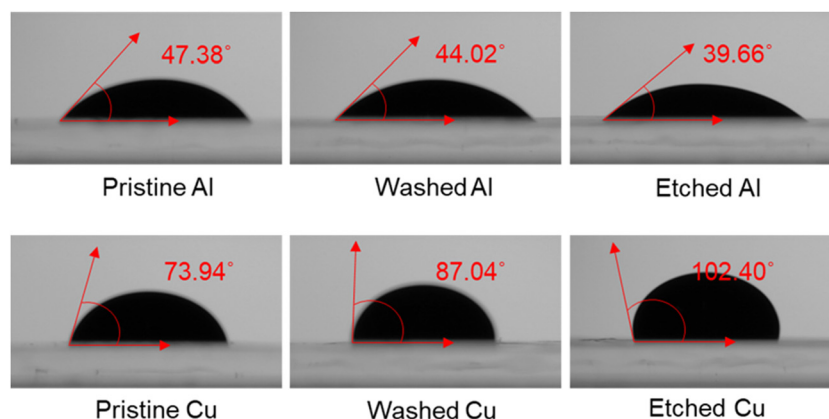 47.38°
44.02°
39.66°
Pristine Al
Washed Al
Etched Al
73.94°
87.04°
102.40°
Pristine Cu
Washed Cu
Etched Cu